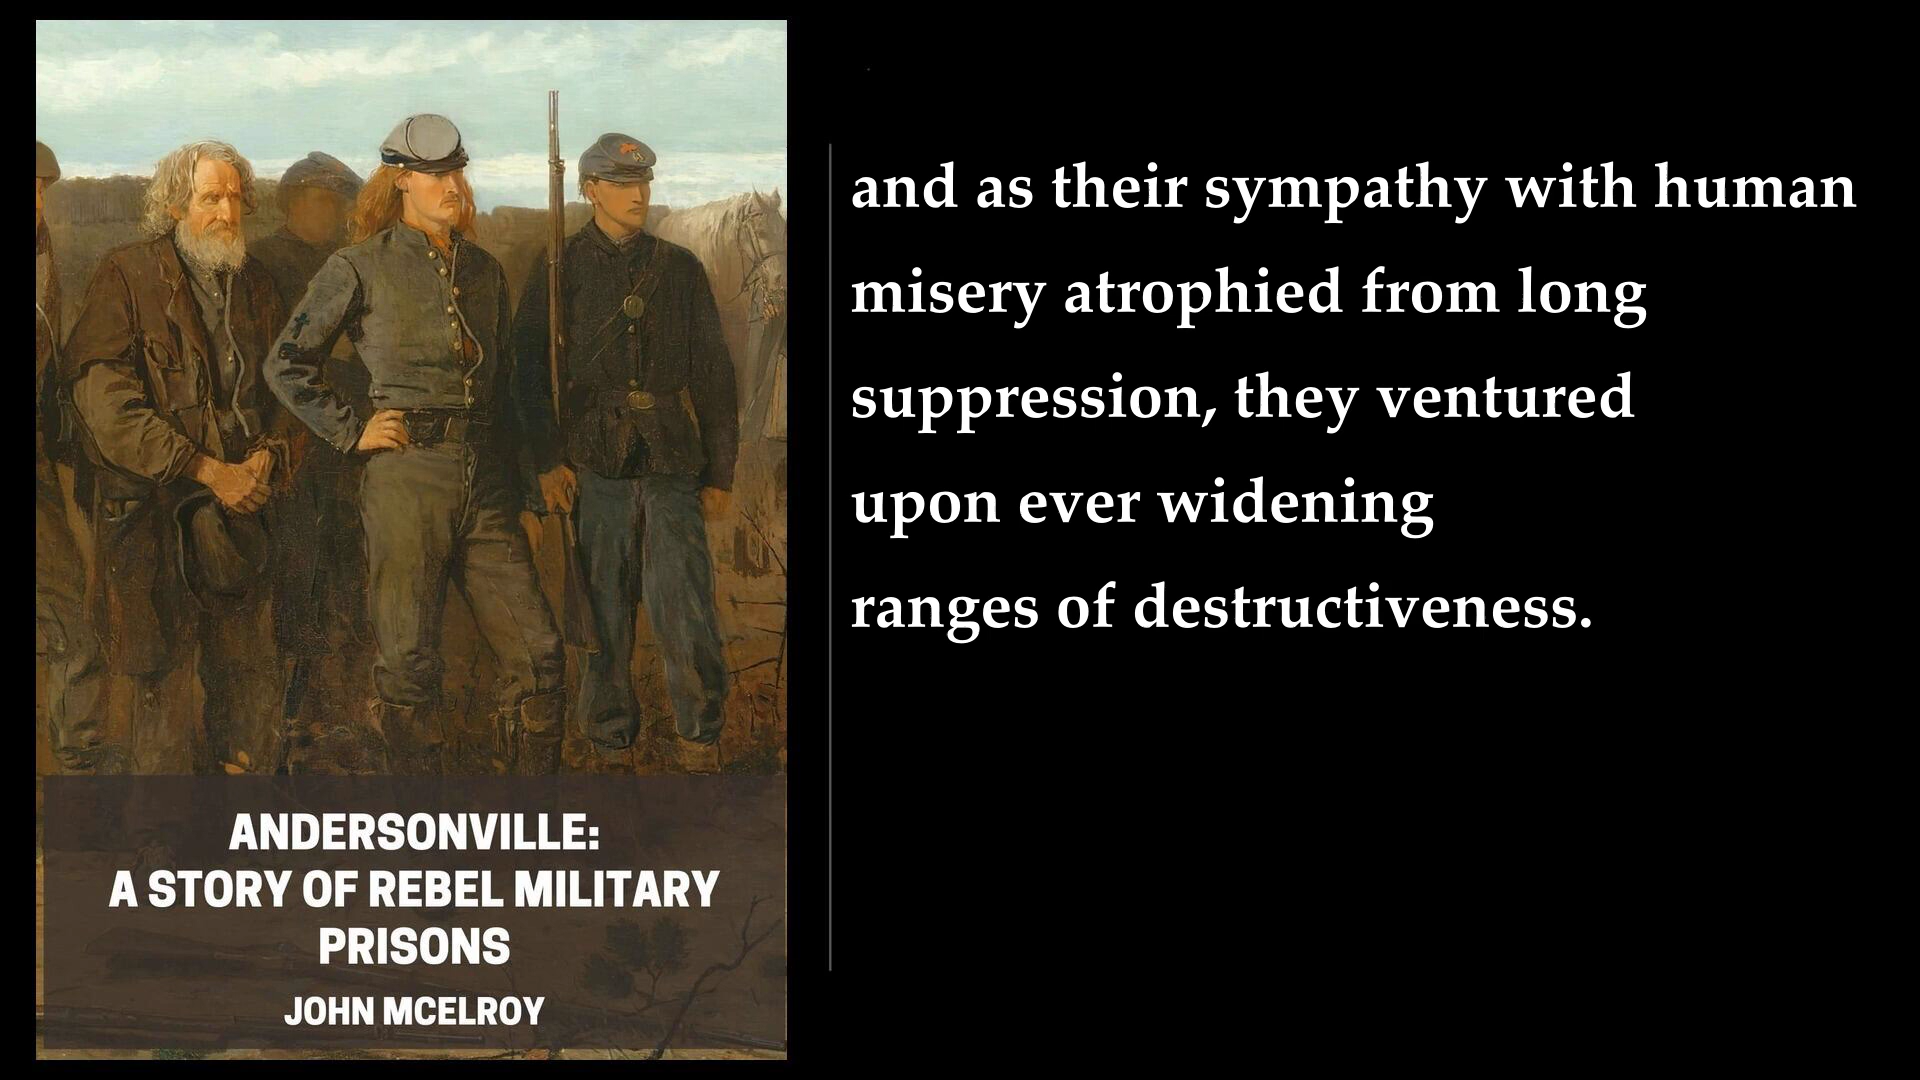 ANDERSONVILLE:
A STORY OF REBEL MILITARY
PRISONS
JOHN MCELROY
and as their sympathy with human
misery atrophied from long
suppression, they ventured
upon ever widening
ranges of destructiveness.